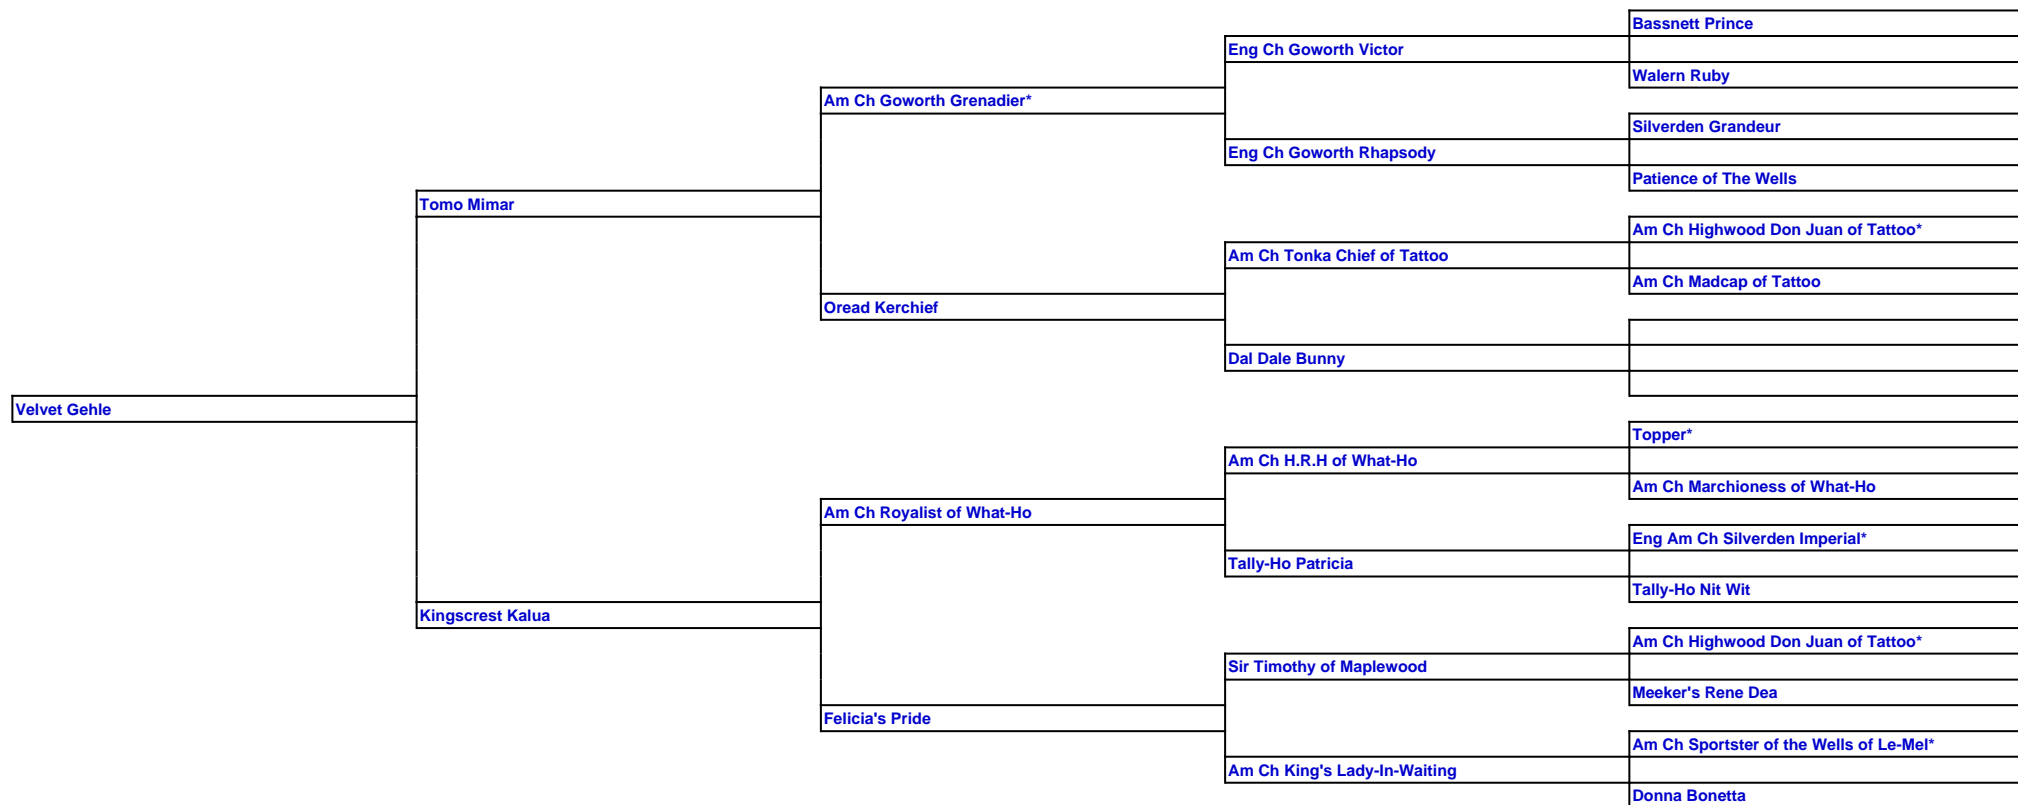 Bassnett Prince
Eng Ch Goworth Victor
Walern Ruby
Am Ch Goworth Grenadier*
Silverden Grandeur
Eng Ch Goworth Rhapsody
Patience of The Wells
Tomo Mimar
Am Ch Highwood Don Juan of Tattoo*
Am Ch Tonka Chief of Tattoo
Am Ch Madcap of Tattoo
Oread Kerchief
Dal Dale Bunny
Velvet Gehle
Topper*
Am Ch H.R.H of What-Ho
Am Ch Marchioness of What-Ho
Am Ch Royalist of What-Ho
Eng Am Ch Silverden Imperial*
Tally-Ho Patricia
Tally-Ho Nit Wit
Kingscrest Kalua
Am Ch Highwood Don Juan of Tattoo*
Sir Timothy of Maplewood
Meeker's Rene Dea
Felicia's Pride
Am Ch Sportster of the Wells of Le-Mel*
Am Ch King's Lady-In-Waiting
Donna Bonetta